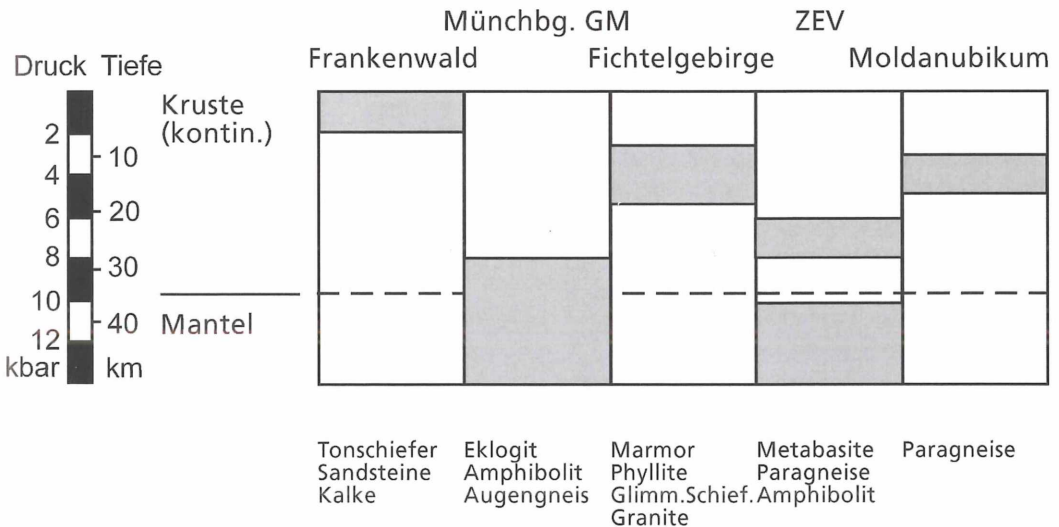 Münchbg. GM ZEV
Druck Tiefe Frankenwald Fichtelgebirge Moldanubikum
Kruste
(kontin.)
2
10
4
20
6
8
30
10
Mantel
40
12
kbar km
Tonschiefer Eklogit Marmor Metabasite Paragneise
Sandsteine Amphibolit Phyllite Paragneise
Kalke Augengneis Glimm.Schief. Amphibolit
Granite